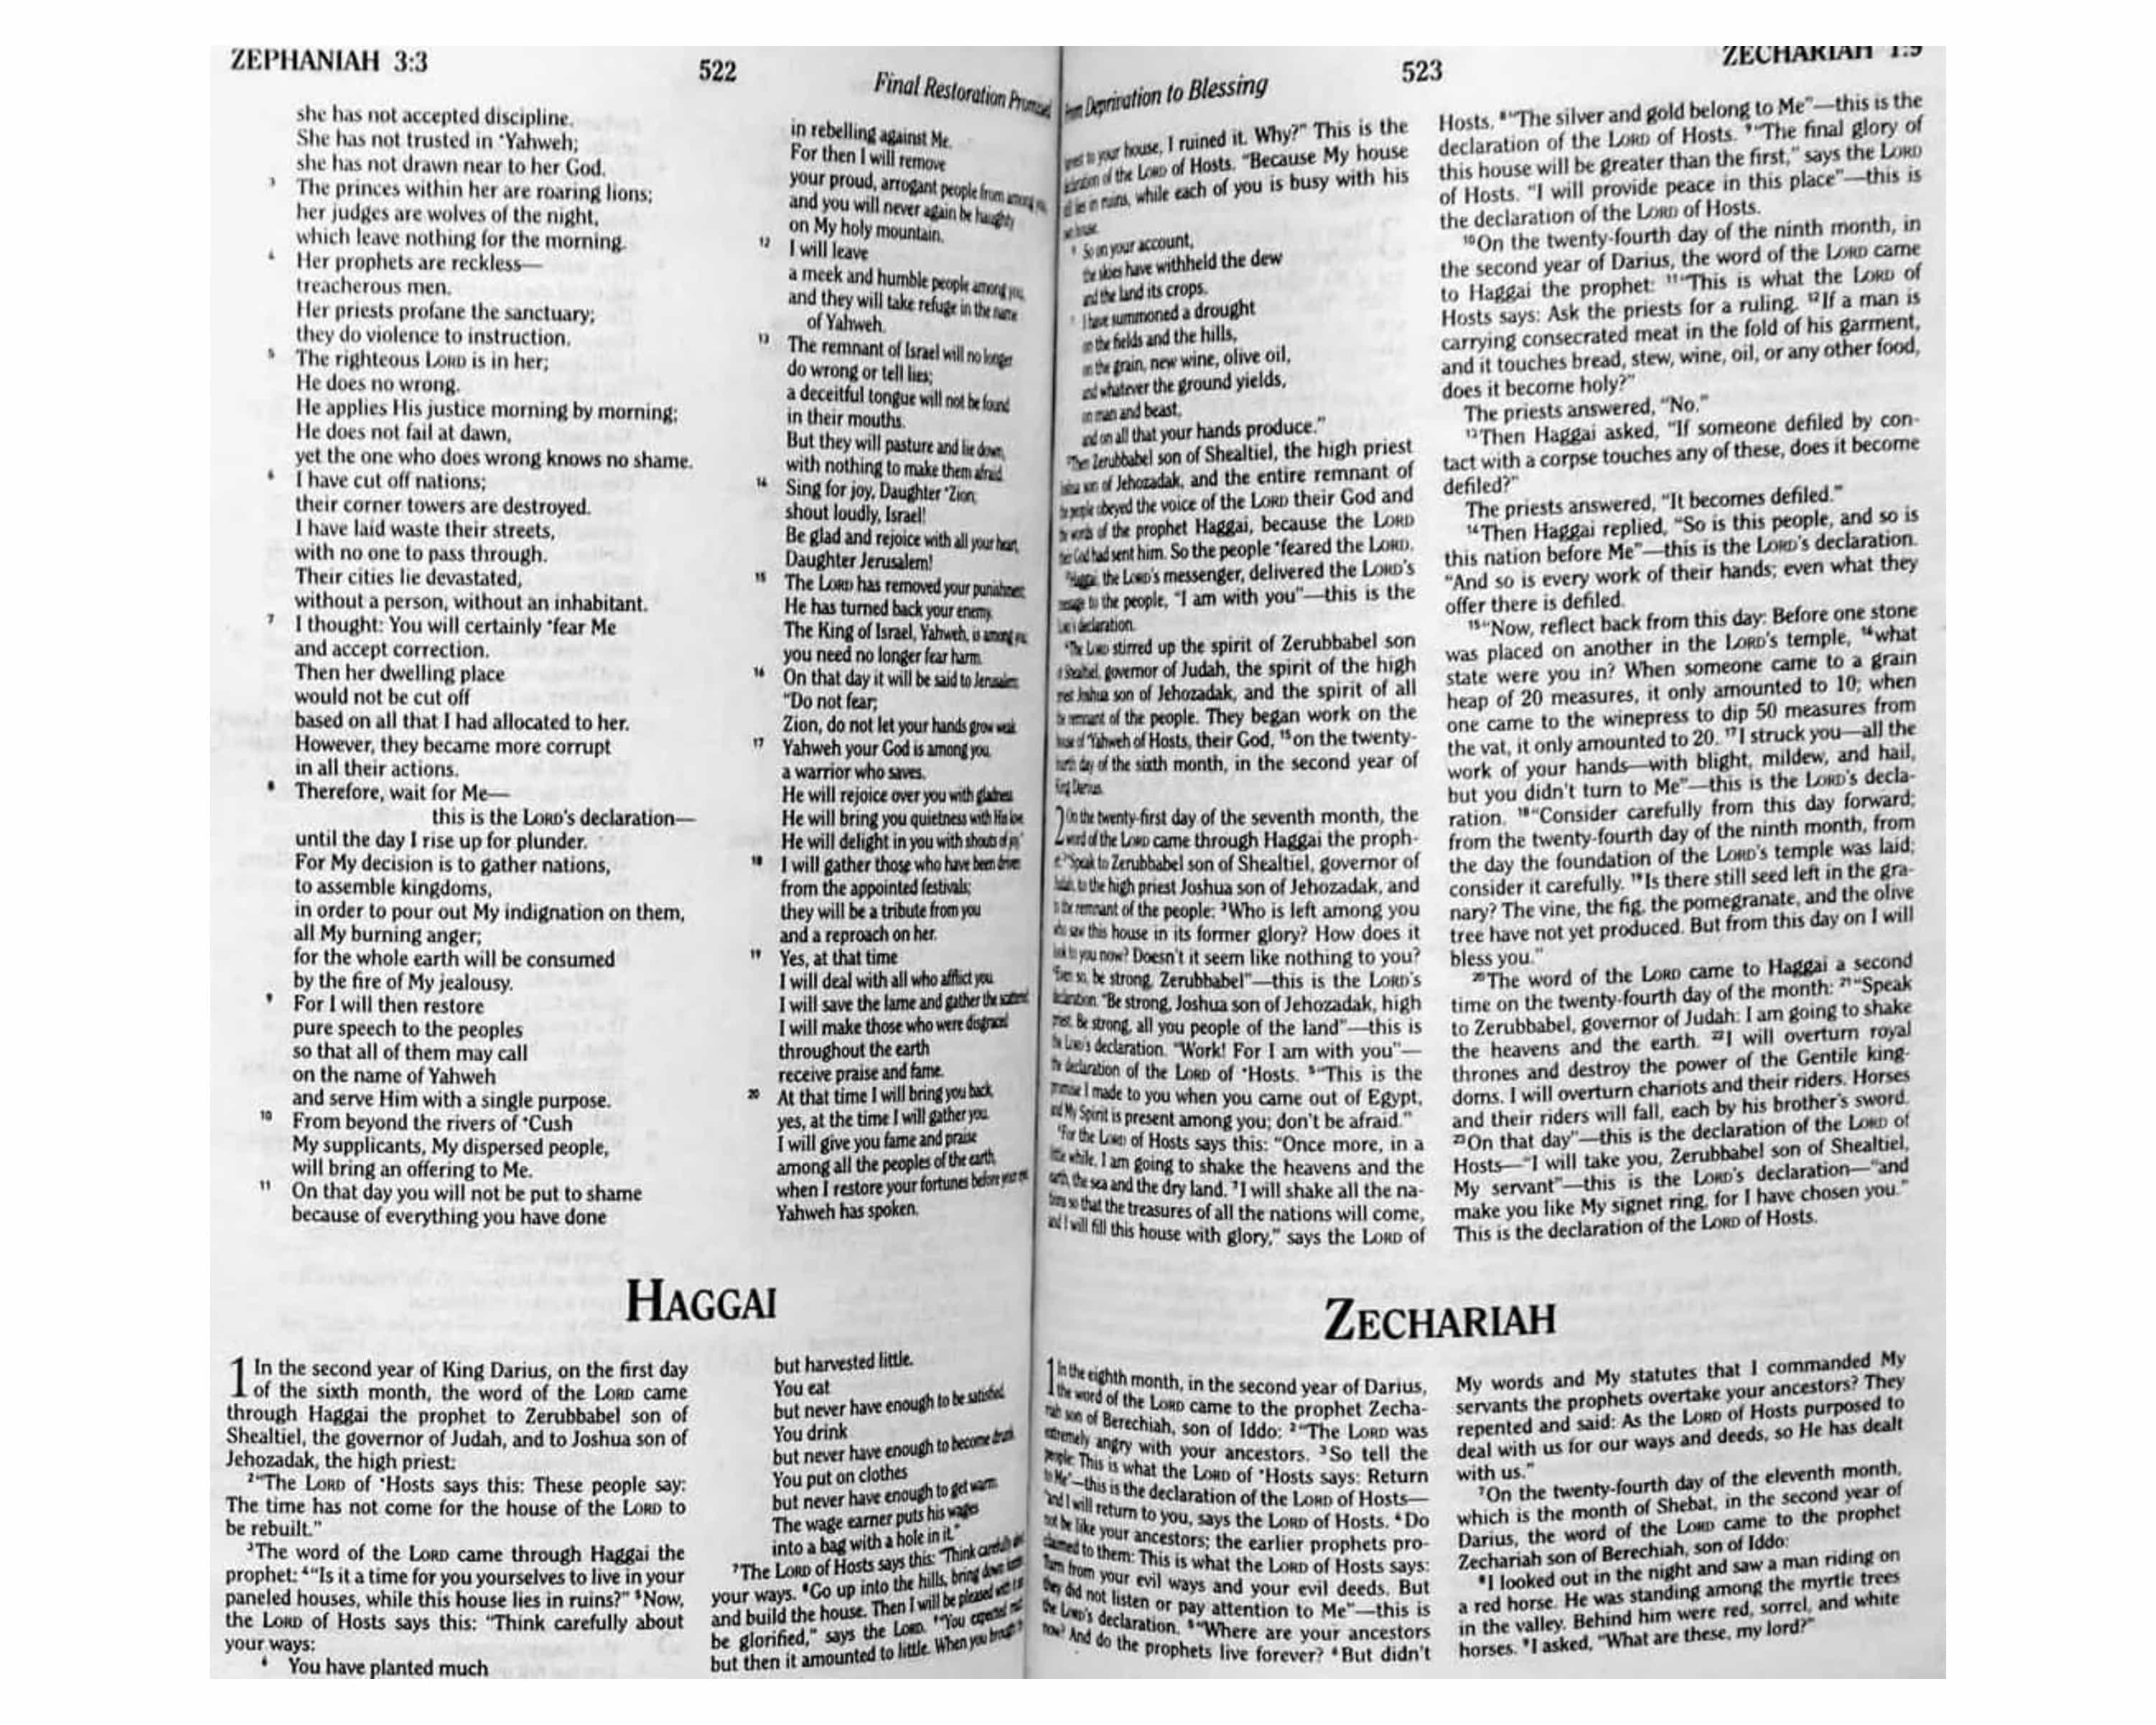 ZEPHANIAH 3:3
522
Final Restoration Promised
she has not accepted discipline.
She has not trusted in *Yahweh;
she has not drawn near to her God.
3 The princes within her are roaring lions;
her judges are wolves of the night,
which leave nothing for the morning.
4 Her prophets are reckless—
treacherous men.
Her priests profane the sanctuary;
they do violence to instruction.
5 The righteous LORD is in her;
He does no wrong.
He applies His justice morning by morning;
He does not fail at dawn,
yet the one who does wrong knows no shame.
6 I have cut off nations;
their corner towers are destroyed.
I have laid waste their streets,
with no one to pass through.
Their cities lie devastated,
without a person, without an inhabitant.
7 I thought: You will certainly *fear Me
and accept correction.
Then her dwelling place
would not be cut off
based on all that I had allocated to her.
However, they became more corrupt
in all their actions.
8 Therefore, wait for Me—
this is the LORD's declaration—
until the day I rise up for plunder.
For My decision is to gather nations,
to assemble kingdoms,
in order to pour out My indignation on them,
all My burning anger;
for the whole earth will be consumed
by the fire of My jealousy.
9 For I will then restore
pure speech to the peoples
so that all of them may call
on the name of Yahweh
and serve Him with a single purpose.
10 From beyond the rivers of *Cush
My supplicants, My dispersed people,
will bring an offering to Me.
11 On that day you will not be put to shame
because of everything you have done
in rebelling against Me.
For then I will remove
your proud, arrogant people from among you,
and you will never again be haughty
on My holy mountain.
12 I will leave
a meek and humble people among you,
and they will take refuge in the name
of Yahweh.
13 The remnant of Israel will no longer
do wrong or tell lies;
a deceitful tongue will not be found
in their mouths.
But they will pasture and lie down,
with nothing to make them afraid.
14 Sing for joy, Daughter *Zion;
shout loudly, Israel!
Be glad and rejoice with all your heart,
Daughter Jerusalem!
15 The LORD has removed your punishment;
He has turned back your enemy.
The King of Israel, Yahweh, is among you;
you need no longer fear harm.
16 On that day it will be said to Jerusalem:
"Do not fear;
Zion, do not let your hands grow weak.
17 Yahweh your God is among you,
a warrior who saves.
He will rejoice over you with gladness.
He will bring you quietness with His love.
He will delight in you with shouts of joy."
18 I will gather those who have been driven
from the appointed festivals;
they will be a tribute from you
and a reproach on her.
19 Yes, at that time
I will deal with all who afflict you.
I will save the lame and gather the scattered;
I will make those who were disgraced
throughout the earth
receive praise and fame.
20 At that time I will bring you back,
yes, at the time I will gather you.
I will give you fame and praise
among all the peoples of the earth,
when I restore your fortunes before your eyes.
Yahweh has spoken.
HAGGAI
1 In the second year of King Darius, on the first day
of the sixth month, the word of the LORD came
through Haggai the prophet to Zerubbabel son of
Shealtiel, the governor of Judah, and to Joshua son of
Jehozadak, the high priest:
2 "The LORD of *Hosts says this: These people say:
The time has not come for the house of the LORD to
be rebuilt."
3 The word of the LORD came through Haggai the
prophet: 4 "Is it a time for you yourselves to live in your
paneled houses, while this house lies in ruins?" 5 Now,
the LORD of Hosts says this: "Think carefully about
your ways:
6 You have planted much
but harvested little.
You eat
but never have enough to be satisfied.
You drink
but never have enough to become drunk.
You put on clothes
but never have enough to get warm.
The wage earner puts his wages
into a bag with a hole in it."
7 The LORD of Hosts says this: "Think carefully about
your ways. 8 Go up into the hills, bring down lumber,
and build the house. Then I will be pleased with it and
be glorified," says the LORD. 9 "You expected much,
but then it amounted to little. When you brought
from Deprivation to Blessing
523
ZECHARIAH 1:9
to your house, I ruined it. Why?" This is the
declaration of the LORD of Hosts. "Because My house
lies in ruins, while each of you is busy with his
house.
So on your account,
the skies have withheld the dew
and the land its crops.
I have summoned a drought
on the fields and the hills,
on the grain, new wine, olive oil,
and whatever the ground yields,
on man and beast,
and on all that your hands produce."
Then Zerubbabel son of Shealtiel, the high priest
son of Jehozadak, and the entire remnant of
the people obeyed the voice of the LORD their God and
words of the prophet Haggai, because the LORD
God had sent him. So the people *feared the LORD.
Haggai, the LORD's messenger, delivered the LORD's
message to the people, "I am with you"—this is the
declaration.
The LORD stirred up the spirit of Zerubbabel son
Shealtiel, governor of Judah, the spirit of the high
priest Joshua son of Jehozadak, and the spirit of all
the remnant of the people. They began work on the
house of Yahweh of Hosts, their God, 15 on the twenty-
day of the sixth month, in the second year of
King Darius.
2 On the twenty-first day of the seventh month, the
word of the LORD came through Haggai the proph-
et: 2 "Speak to Zerubbabel son of Shealtiel, governor of
Judah, to the high priest Joshua son of Jehozadak, and
to the remnant of the people: 3 Who is left among you
who saw this house in its former glory? How does it
look to you now? Doesn't it seem like nothing to you?
Even so, be strong, Zerubbabel"—this is the LORD's
declaration. "Be strong, Joshua son of Jehozadak, high
priest. Be strong, all you people of the land"—this is
the LORD's declaration. "Work! For I am with you"—
the declaration of the LORD of *Hosts. 5 "This is the
promise I made to you when you came out of Egypt,
and My Spirit is present among you; don't be afraid."
For the LORD of Hosts says this: "Once more, in a
little while, I am going to shake the heavens and the
earth, the sea and the dry land. 7 I will shake all the na-
tions so that the treasures of all the nations will come,
and I will fill this house with glory," says the LORD of
Hosts. 8 "The silver and gold belong to Me"—this is the
declaration of the LORD of Hosts. 9 "The final glory of
this house will be greater than the first," says the LORD
of Hosts. "I will provide peace in this place"—this is
the declaration of the LORD of Hosts.
10 On the twenty-fourth day of the ninth month, in
the second year of Darius, the word of the LORD came
to Haggai the prophet: 11 "This is what the LORD of
Hosts says: Ask the priests for a ruling. 12 If a man is
carrying consecrated meat in the fold of his garment,
and it touches bread, stew, wine, oil, or any other food,
does it become holy?"
The priests answered, "No."
13 Then Haggai asked, "If someone defiled by con-
tact with a corpse touches any of these, does it become
defiled?"
The priests answered, "It becomes defiled."
14 Then Haggai replied, "So is this people, and so is
this nation before Me"—this is the LORD's declaration.
"And so is every work of their hands; even what they
offer there is defiled.
15 "Now, reflect back from this day: Before one stone
was placed on another in the LORD's temple, 16 what
state were you in? When someone came to a grain
heap of 20 measures, it only amounted to 10; when
one came to the winepress to dip 50 measures from
the vat, it only amounted to 20. 17 I struck you—all the
work of your hands—with blight, mildew, and hail,
but you didn't turn to Me"—this is the LORD's decla-
ration. 18 "Consider carefully from this day forward;
from the twenty-fourth day of the ninth month, from
the day the foundation of the LORD's temple was laid;
consider it carefully. 19 Is there still seed left in the gra-
nary? The vine, the fig, the pomegranate, and the olive
tree have not yet produced. But from this day on I will
bless you."
20 The word of the LORD came to Haggai a second
time on the twenty-fourth day of the month: 21 "Speak
to Zerubbabel, governor of Judah: I am going to shake
the heavens and the earth. 22 I will overturn royal
thrones and destroy the power of the Gentile king-
doms. I will overturn chariots and their riders. Horses
and their riders will fall, each by his brother's sword.
23 On that day"—this is the declaration of the LORD of
Hosts—"I will take you, Zerubbabel son of Shealtiel,
My servant"—this is the LORD's declaration—"and
make you like My signet ring, for I have chosen you."
This is the declaration of the LORD of Hosts.
ZECHARIAH
1 In the eighth month, in the second year of Darius,
the word of the LORD came to the prophet Zecha-
riah son of Berechiah, son of Iddo: 2 "The LORD was
extremely angry with your ancestors. 3 So tell the
people: This is what the LORD of *Hosts says: Return
to Me"—this is the declaration of the LORD of Hosts—
"and I will return to you, says the LORD of Hosts. 4 Do
not be like your ancestors; the earlier prophets pro-
claimed to them: This is what the LORD of Hosts says:
Turn from your evil ways and your evil deeds. But
they did not listen or pay attention to Me"—this is
the LORD's declaration. 5 "Where are your ancestors
now? And do the prophets live forever? 6 But didn't
My words and My statutes that I commanded My
servants the prophets overtake your ancestors? They
repented and said: As the LORD of Hosts purposed to
deal with us for our ways and deeds, so He has dealt
with us."
7 On the twenty-fourth day of the eleventh month,
which is the month of Shebat, in the second year of
Darius, the word of the LORD came to the prophet
Zechariah son of Berechiah, son of Iddo:
8 I looked out in the night and saw a man riding on
a red horse. He was standing among the myrtle trees
in the valley. Behind him were red, sorrel, and white
horses. 9 I asked, "What are these, my lord?"